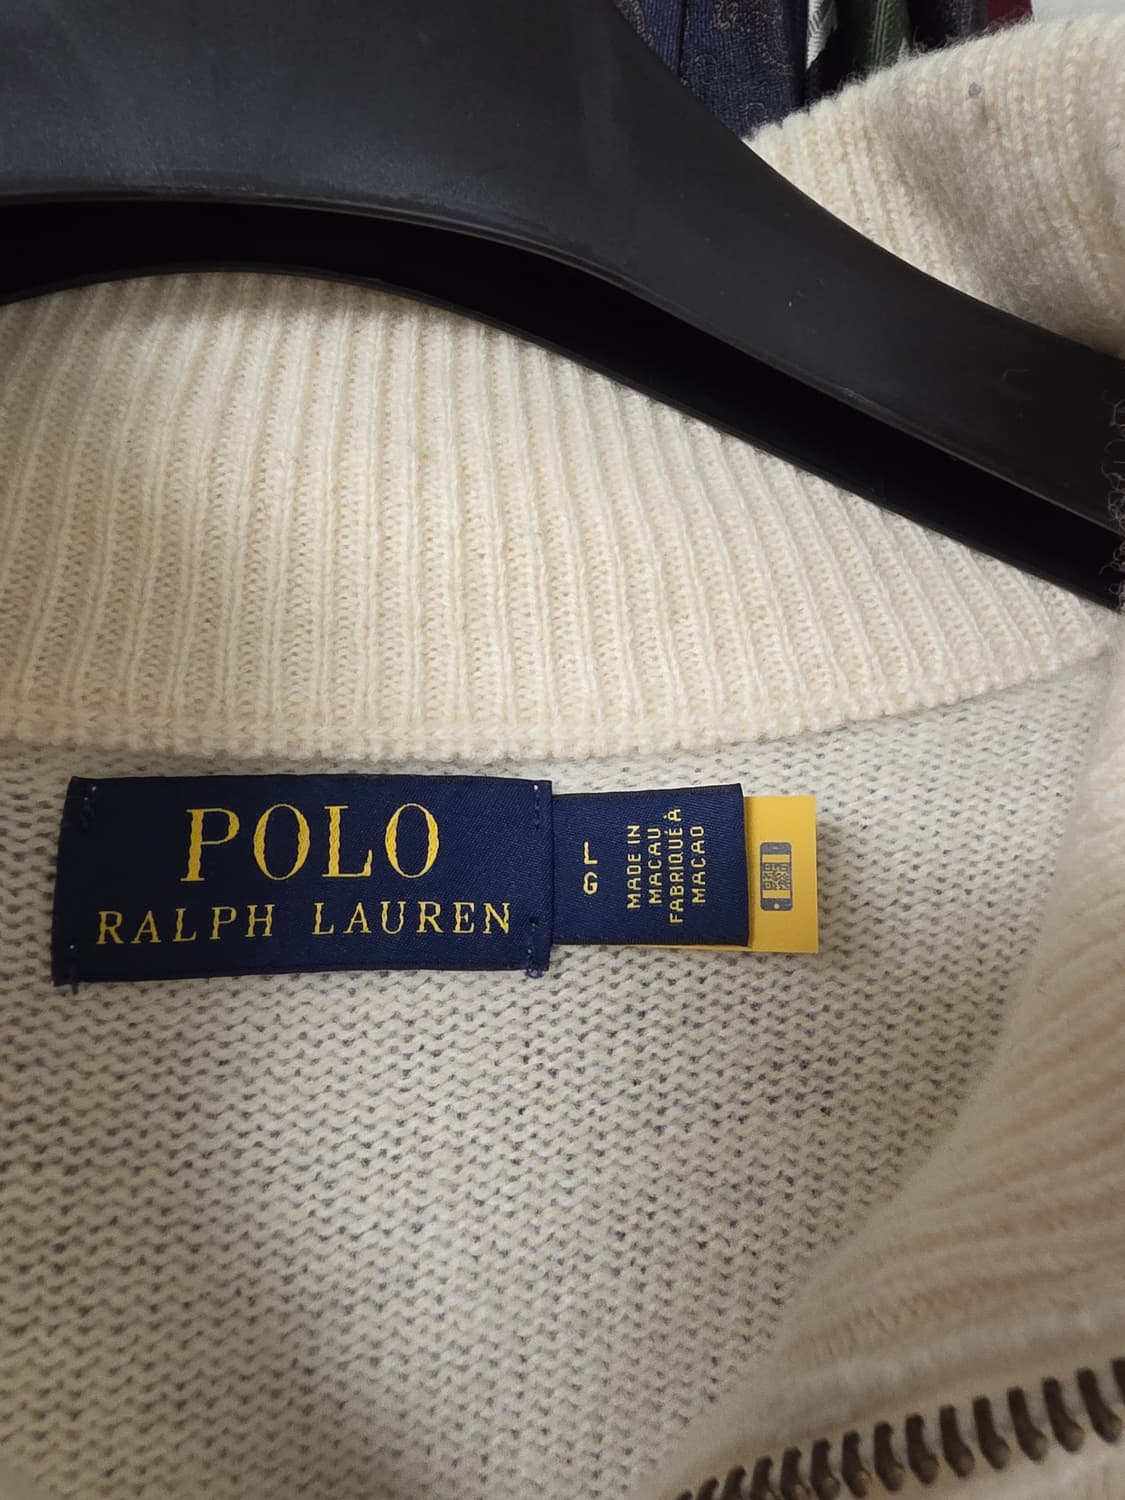 POLO
RALPH LAUREN
L
G
MADE IN
MACAU
FABRIQUÉ À
MACAO